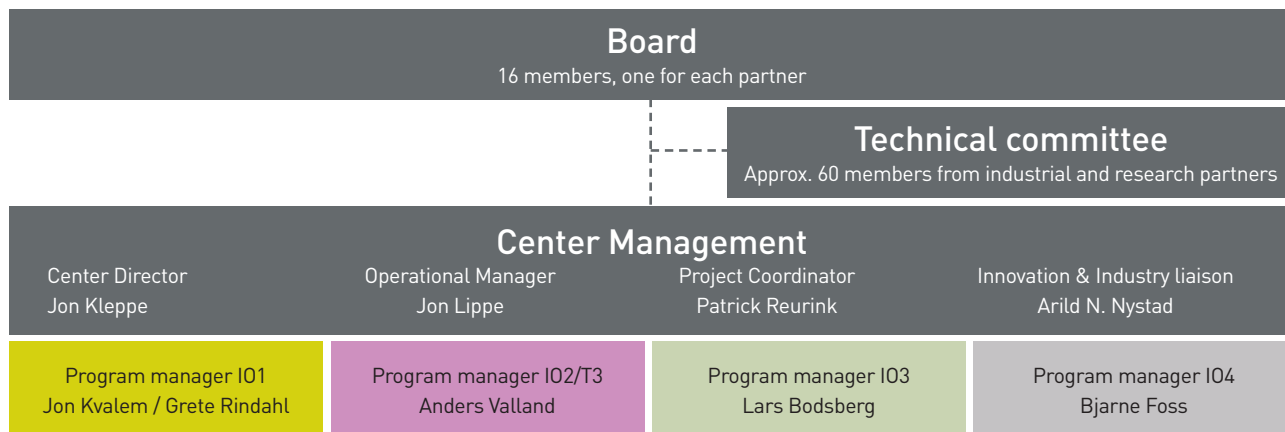 Board
16 members, one for each partner
Technical committee
Approx. 60 members from industrial and research partners
Center Management
Center Director
Jon Kleppe
Operational Manager
Jon Lippe
Project Coordinator
Patrick Reurink
Innovation & Industry liaison
Arild N. Nystad
Program manager IO1
Jon Kvalem / Grete Rindahl
Program manager IO2/T3
Anders Valland
Program manager IO3
Lars Bodsberg
Program manager IO4
Bjarne Foss